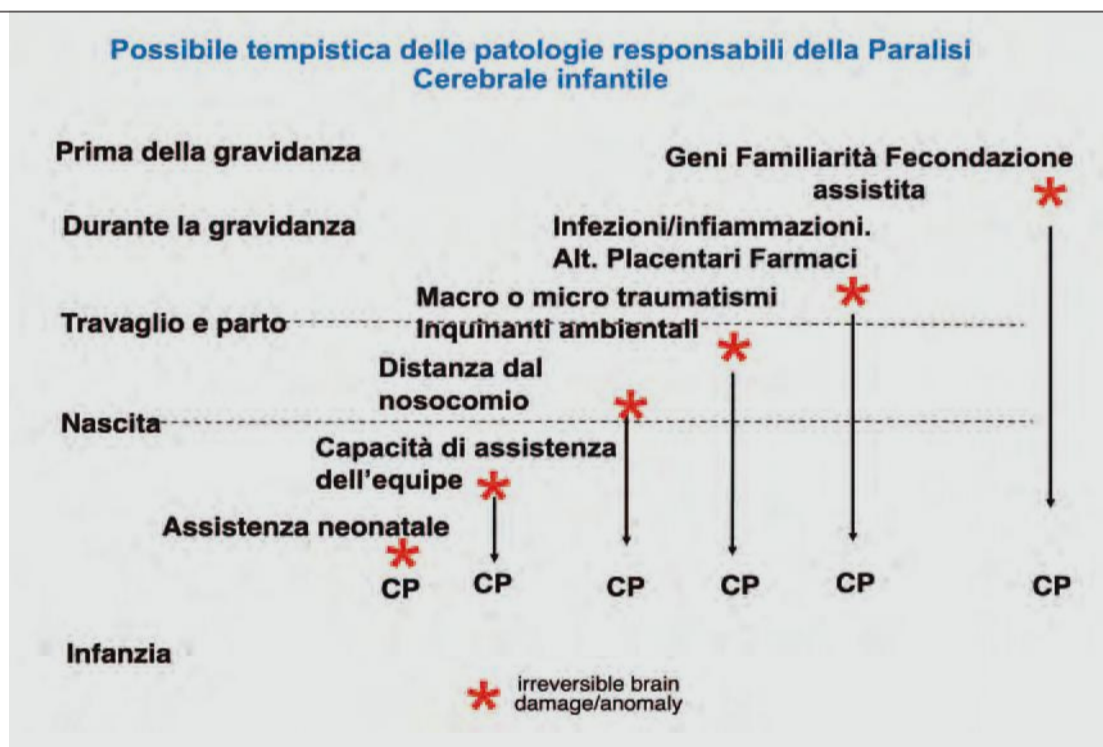 Possibile tempistica delle patologie responsabili della Paralisi
Cerebrale infantile
Prima della gravidanza
Geni Familiarità Fecondazione
assistita
Durante la gravidanza
Infezioni/infiammazioni.
Alt. Placentari Farmaci
Macro o micro traumatismi
Travaglio e parto
Inquinanti ambientali
Distanza dal
nosocomio
Nascita
Capacità di assistenza
dell'equipe
Assistenza neonatale
CP CP CP CP CP CP
Infanzia
irreversible brain
damage/anomaly